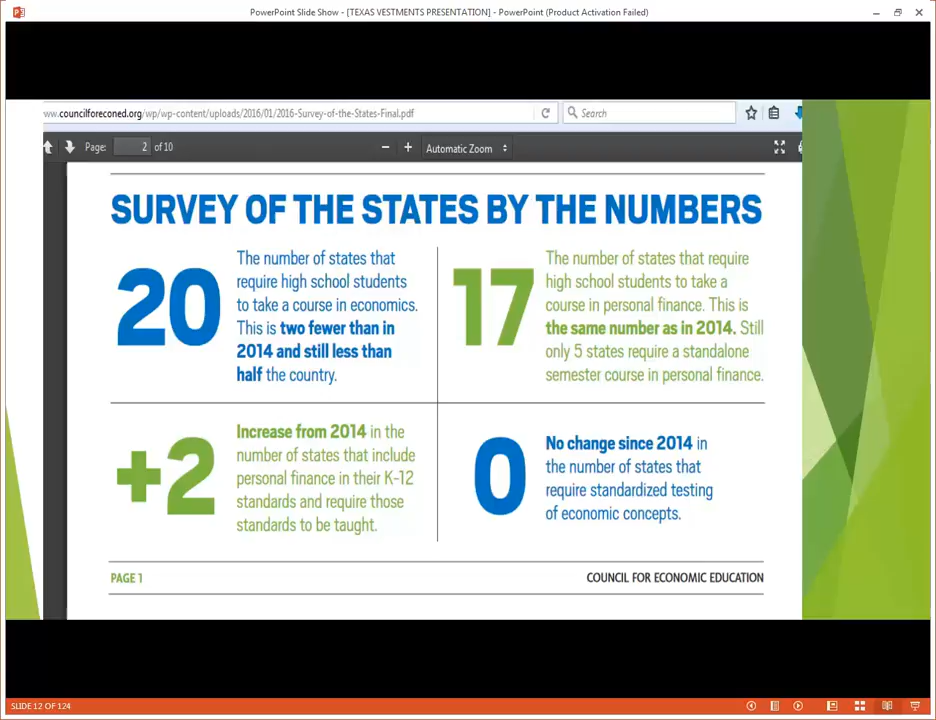 PowerPoint Slide Show - [TEXAS VESTMENTS PRESENTATION] - PowerPoint (Product Activation Failed)
ww.councilforeconed.org/wp/wp-content/uploads/2016/01/2016-Survey-of-the-States-Final.pdf
Search
Page: 2 of 10
Automatic Zoom
SURVEY OF THE STATES BY THE NUMBERS
20
The number of states that
require high school students
to take a course in economics.
This is two fewer than in
2014 and still less than
half the country.
17
The number of states that require
high school students to take a
course in personal finance. This is
the same number as in 2014. Still
only 5 states require a standalone
semester course in personal finance.
+2
Increase from 2014 in the
number of states that include
personal finance in their K-12
standards and require those
standards to be taught.
0
No change since 2014 in
the number of states that
require standardized testing
of economic concepts.
PAGE 1
COUNCIL FOR ECONOMIC EDUCATION
SLIDE 12 OF 124